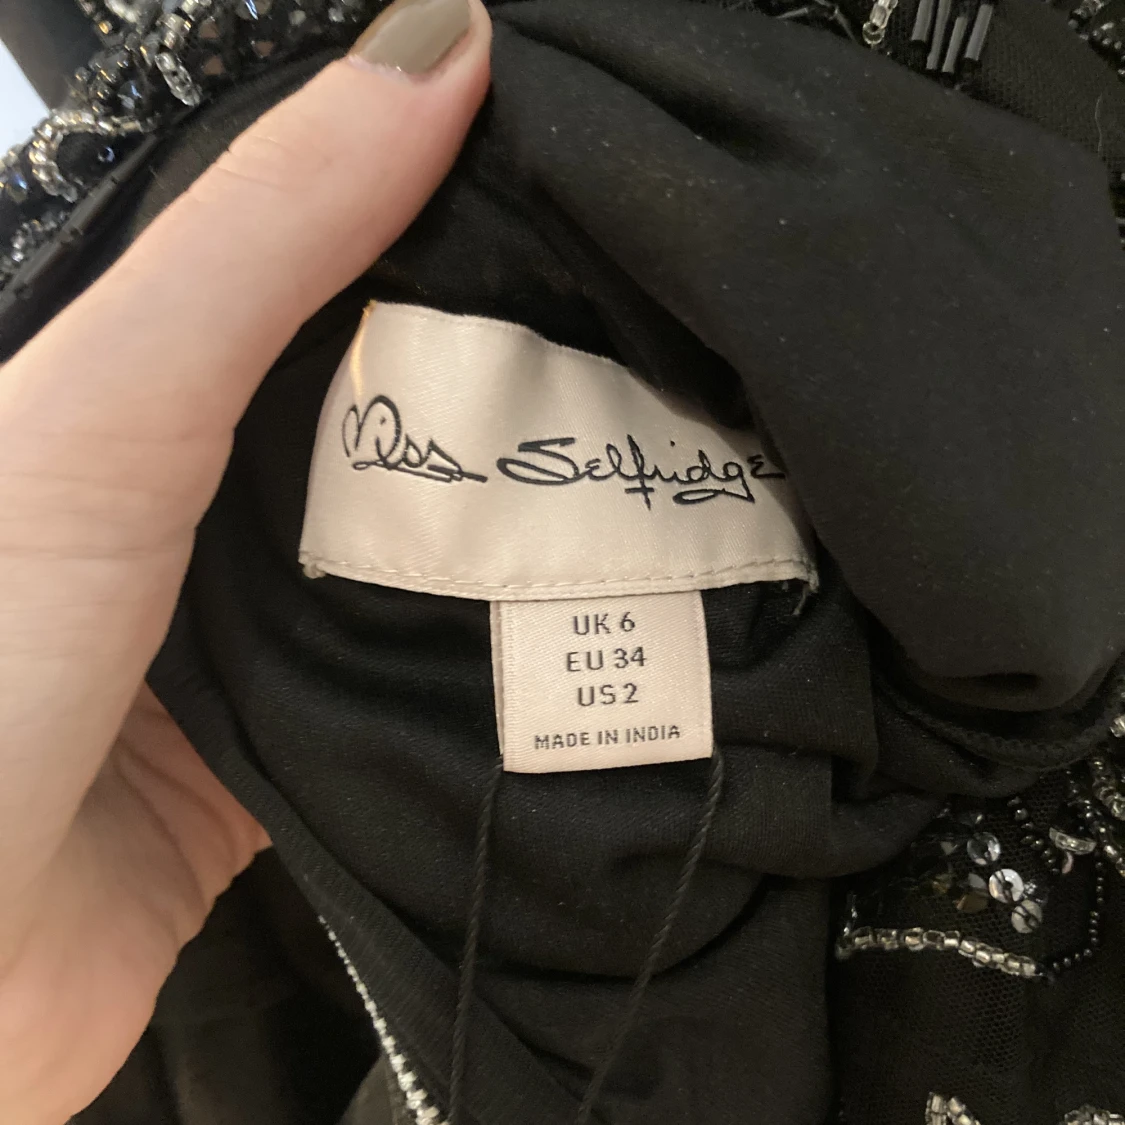 Miss Selfridge
UK 6
EU 34
US 2
MADE IN INDIA